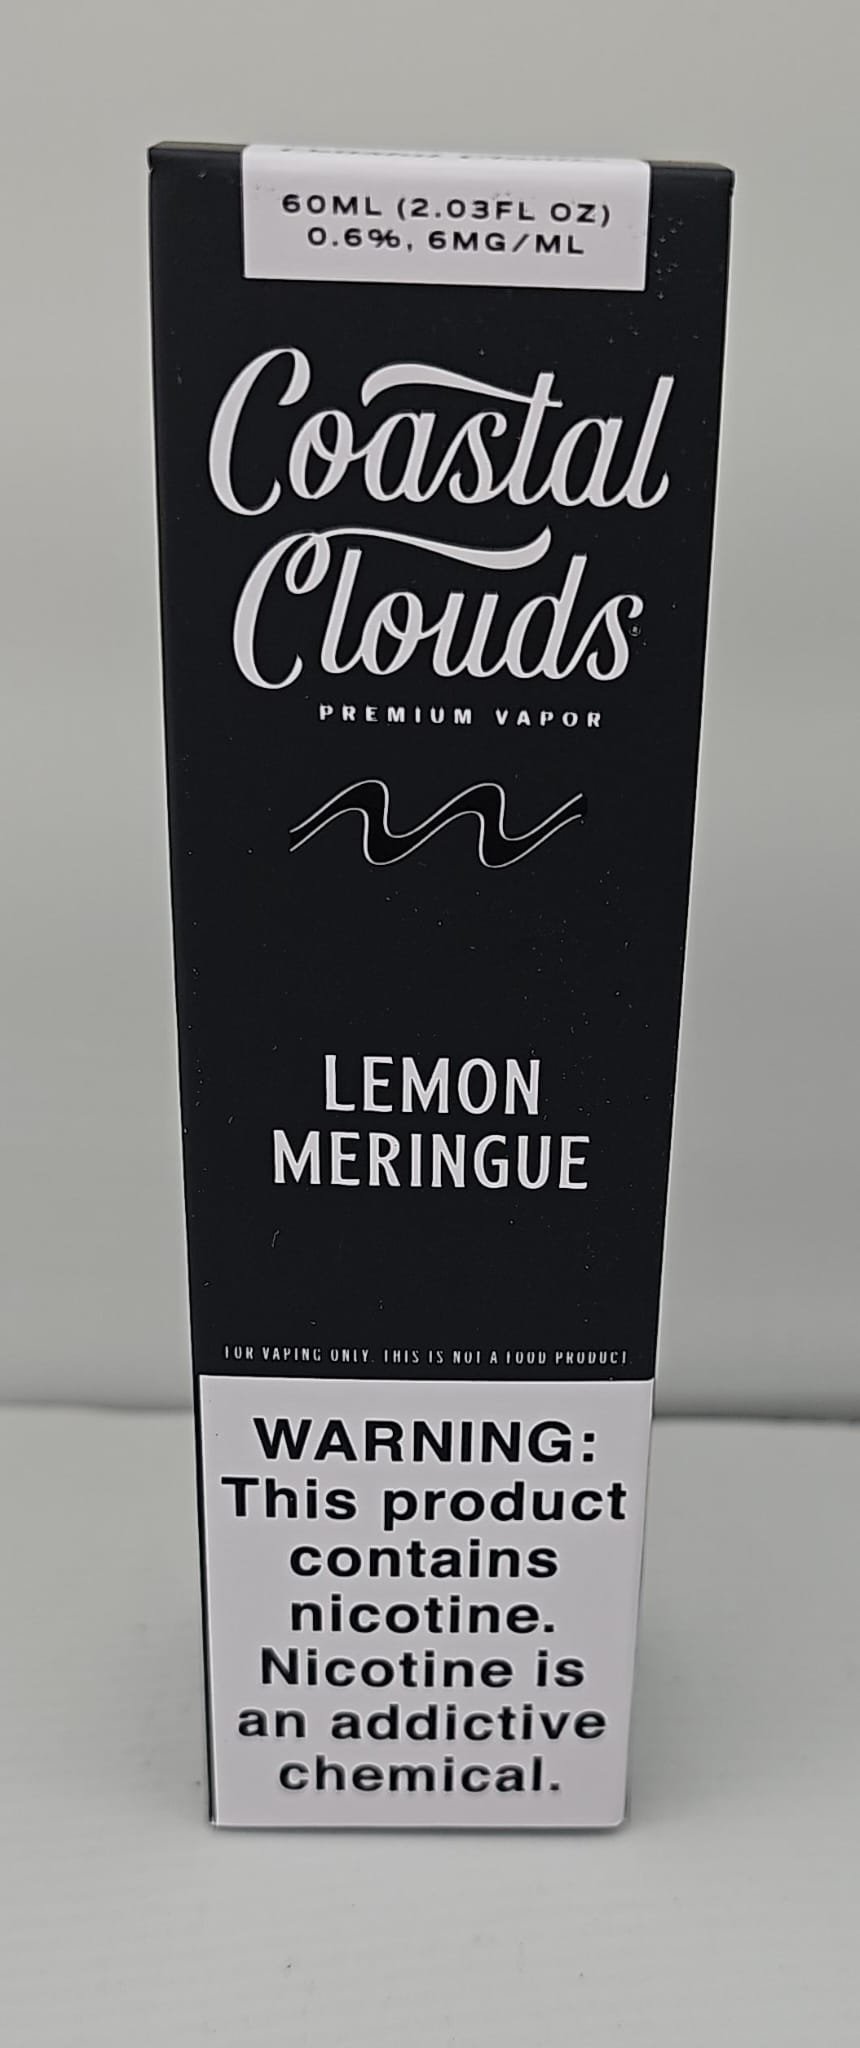 60ML (2.03FL OZ)
0.6%, 6MG/ML
Coastal
Clouds®
PREMIUM VAPOR
LEMON
MERINGUE
FOR VAPING ONLY. THIS IS NOT A FOOD PRODUCT.
WARNING:
This product
contains
nicotine.
Nicotine is
an addictive
chemical.